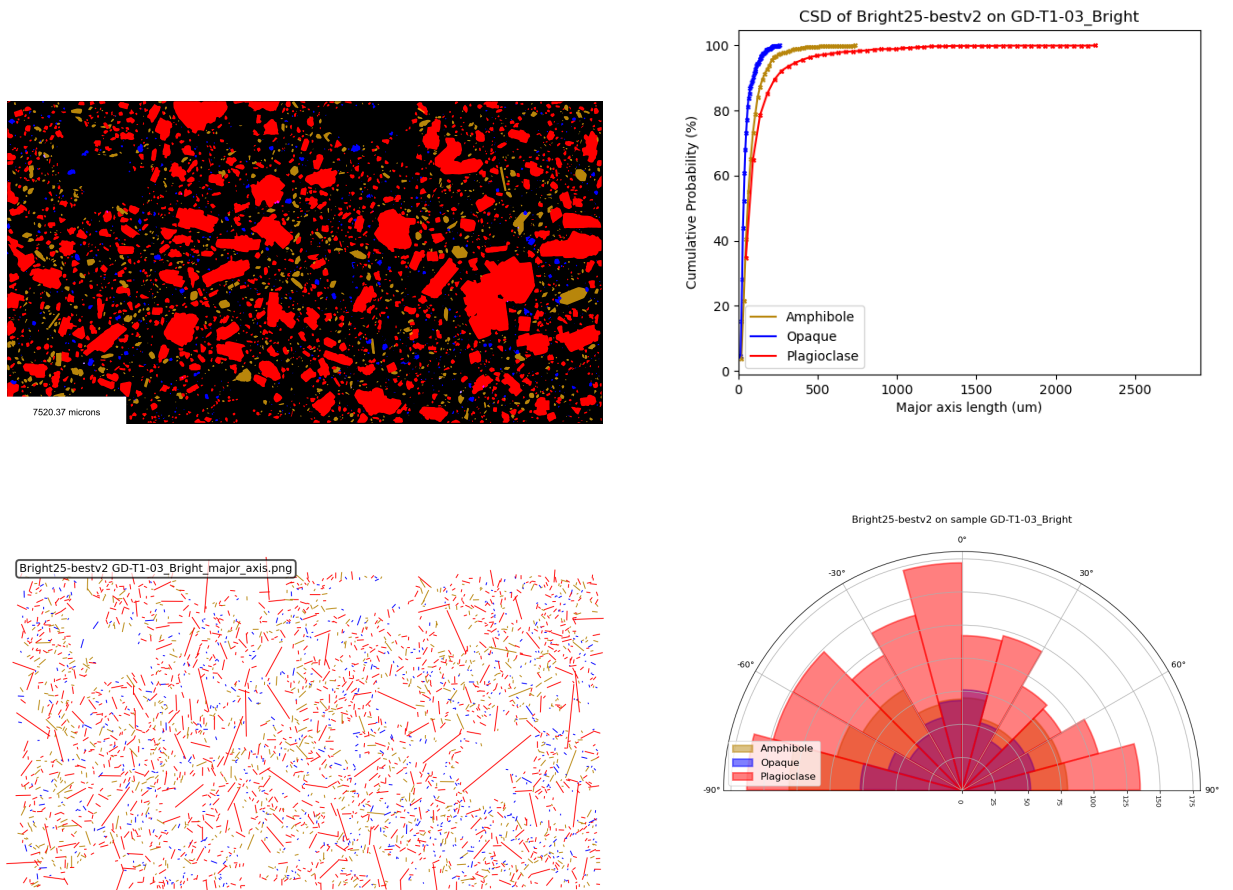 CSD of Bright25-bestv2 on GD-T1-03_Bright
100
80
60
40
20
0
Cumulative Probability (%)
Amphibole
Opaque
Plagioclase
0 500 1000 1500 2000 2500
Major axis length (um)
7520.37 microns
Bright25-bestv2 GD-T1-03_Bright_major_axis.png
Bright25-bestv2 on sample GD-T1-03_Bright
0°
-30° 30°
-60° 60°
-90° 90°
Amphibole
Opaque
Plagioclase
0 25 50 75 100 125 150 175